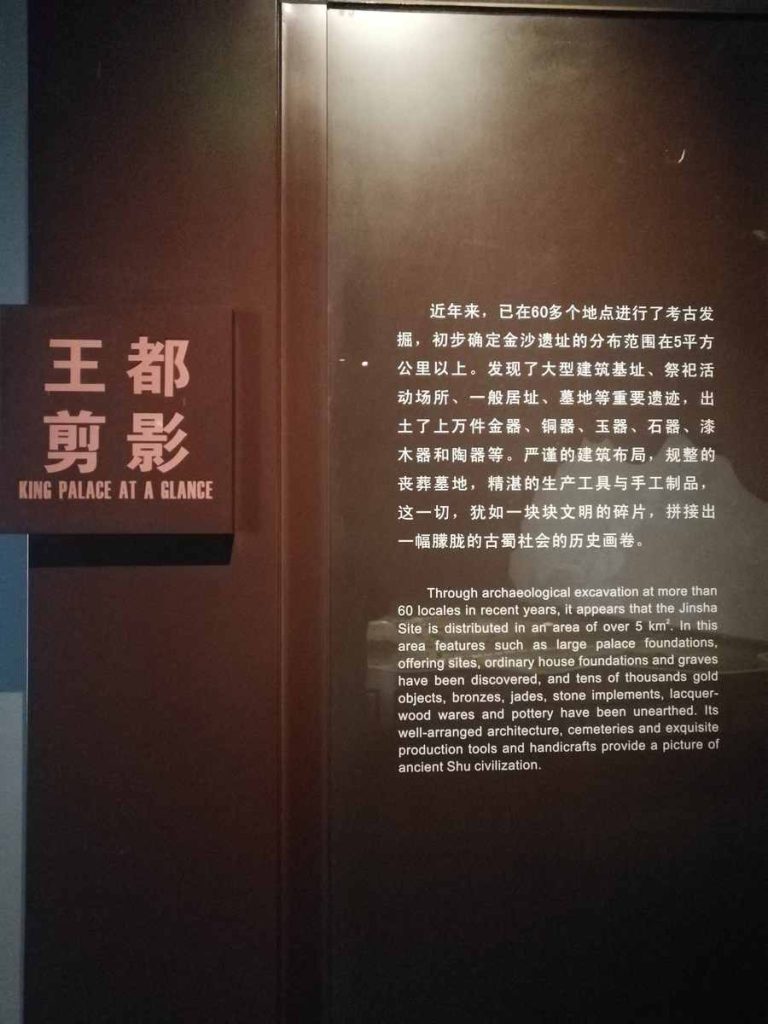 王都
剪影
KING PALACE AT A GLANCE
近年来，已在60多个地点进行了考古发
掘，初步确定金沙遗址的分布范围在5平方
公里以上。发现了大型建筑基址、祭祀活
动场所、一般居址、墓地等重要遗迹，出
土了上万件金器、铜器、玉器、石器、漆
木器和陶器等。严谨的建筑布局，规整的
丧葬墓地，精湛的生产工具与手工制品，
这一切，犹如一块块文明的碎片，拼接出
一幅朦胧的古蜀社会的历史画卷。
Through archaeological excavation at more than
60 locales in recent years, it appears that the Jinsha
Site is distributed in an area of over 5 km². In this
area features such as large palace foundations,
offering sites, ordinary house foundations and graves
have been discovered, and tens of thousands gold
objects, bronzes, jades, stone implements, lacquer-
wood wares and pottery have been unearthed. Its
well-arranged architecture, cemeteries and exquisite
production tools and handicrafts provide a picture of
ancient Shu civilization.